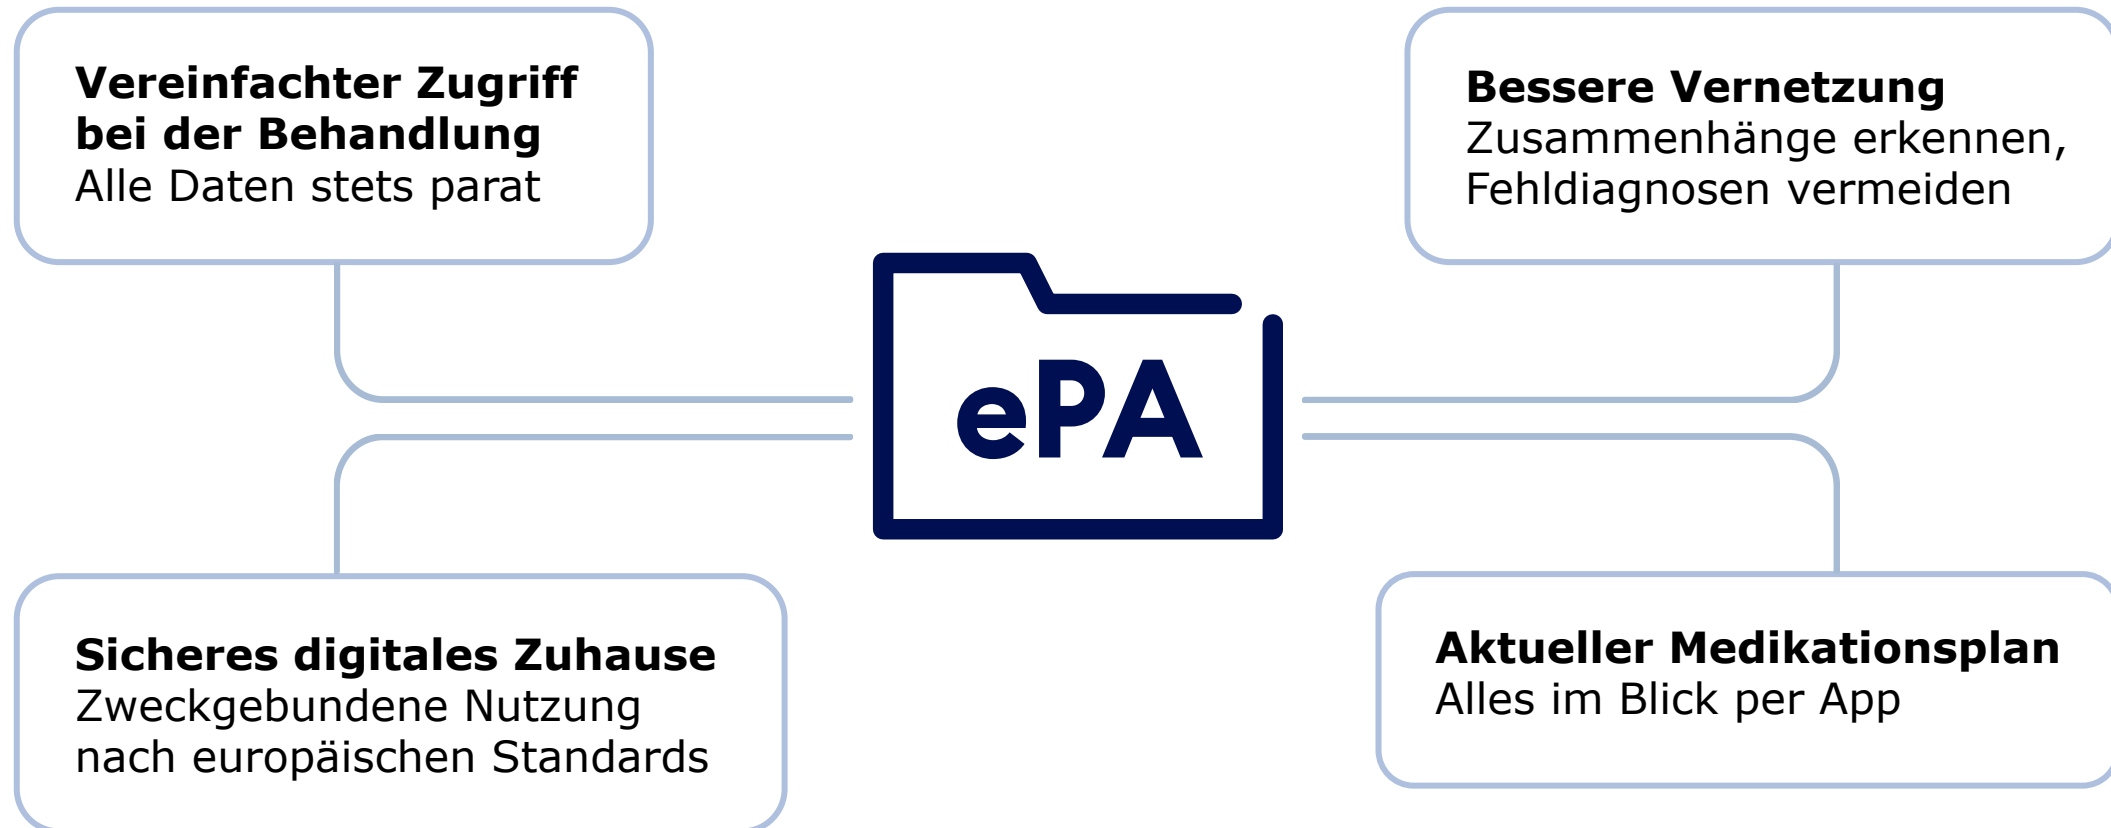 Vereinfachter Zugriff
bei der Behandlung
Alle Daten stets parat
Bessere Vernetzung
Zusammenhänge erkennen,
Fehldiagnosen vermeiden
ePA
Sicheres digitales Zuhause
Zweckgebundene Nutzung
nach europäischen Standards
Aktueller Medikationsplan
Alles im Blick per App